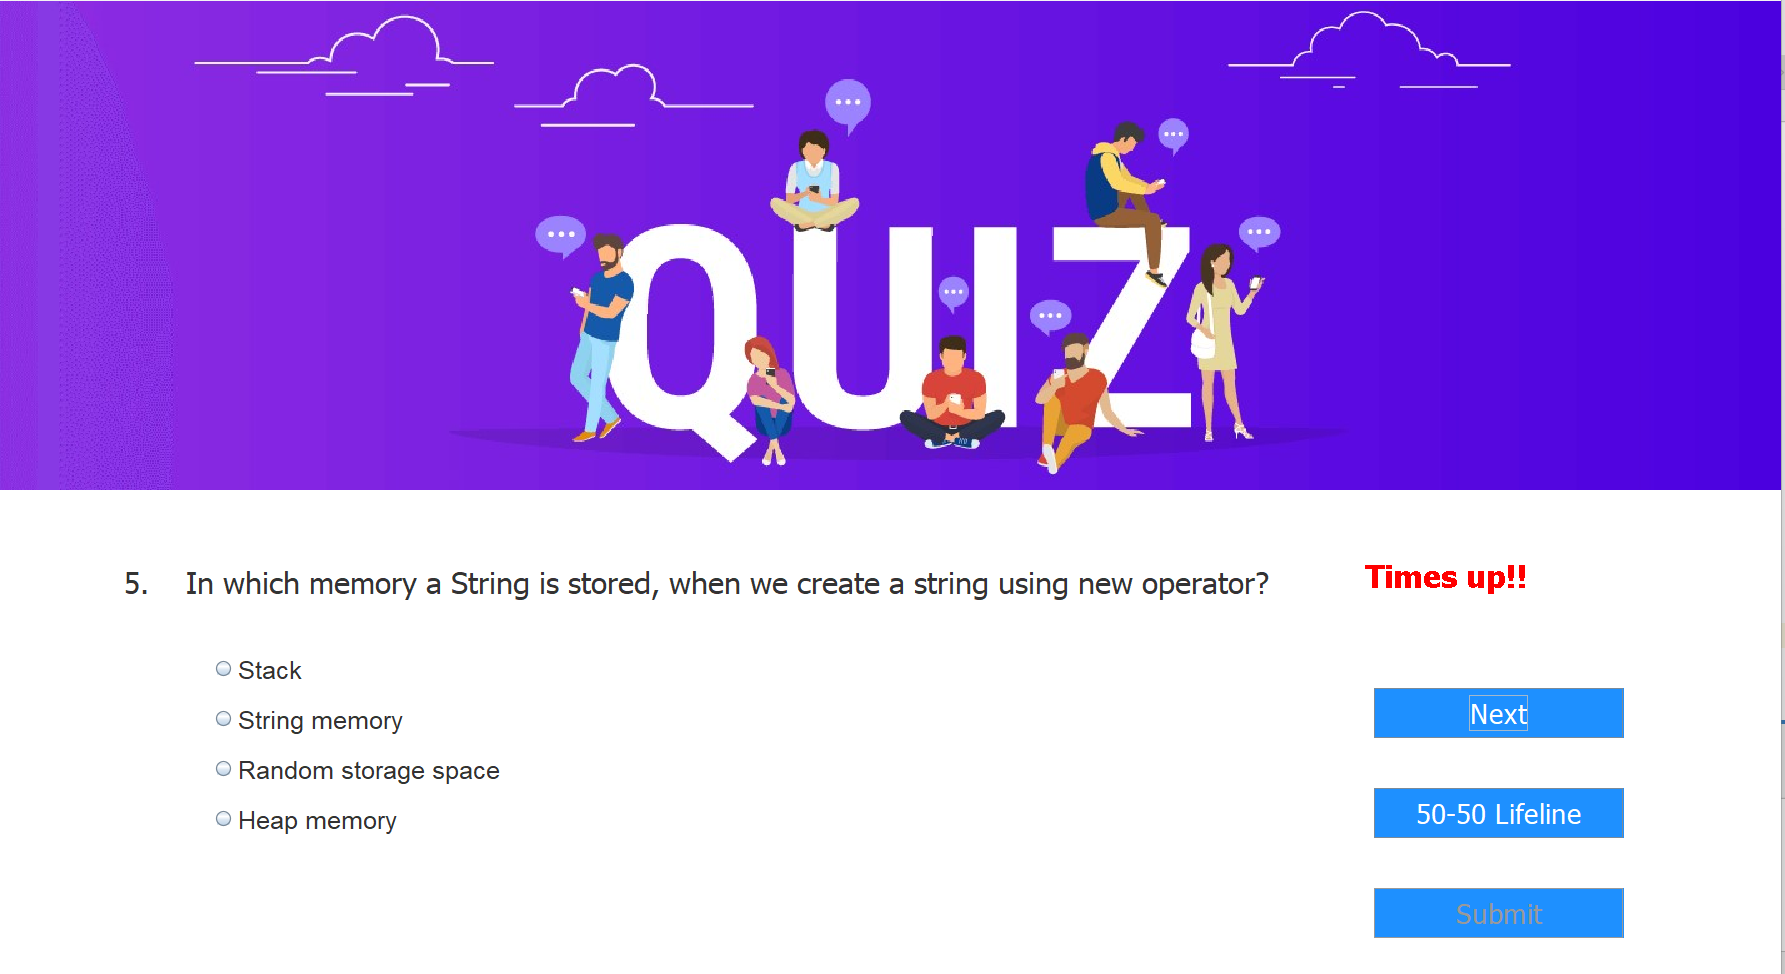 QUIZ
5. In which memory a String is stored, when we create a string using new operator?
Times up!!
Stack
String memory
Random storage space
Heap memory
Next
50-50 Lifeline
Submit